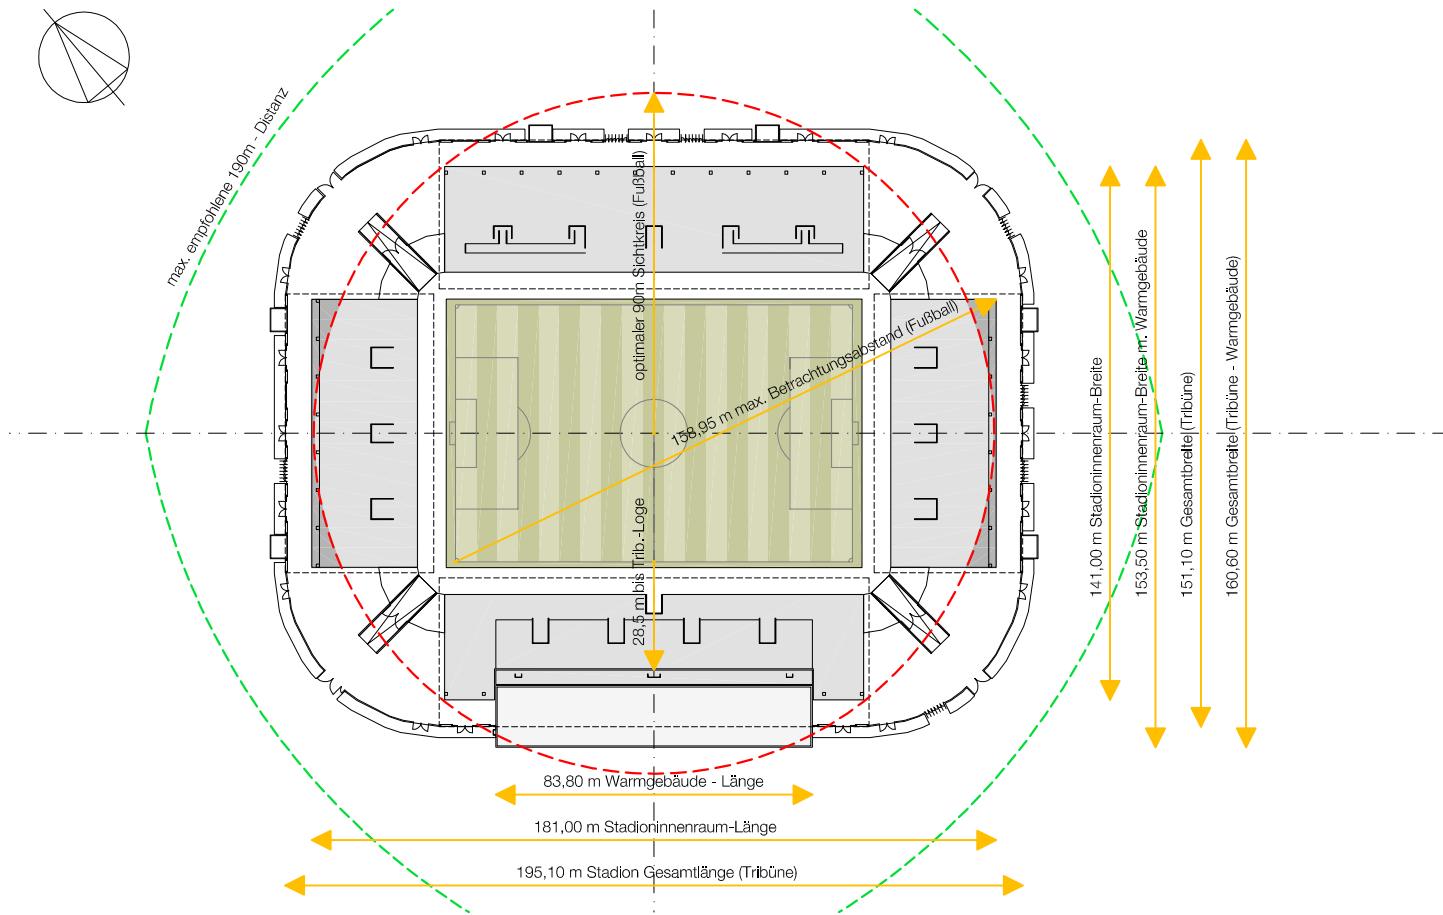 max. empfohlene 190m - Distanz
optimaler 90m Sichtkreis (Fußball)
158,95 m max. Betrachtungsabstand (Fußball)
28,5 m bis Trib.-Loge
141,00 m Stadioninnenraum-Breite
153,50 m Stadioninnenraum-Breite m. Warmgebäude
151,10 m Gesamtbreite (Tribüne)
160,60 m Gesamtbreite (Tribüne - Warmgebäude)
83,80 m Warmgebäude - Länge
181,00 m Stadioninnenraum-Länge
195,10 m Stadion Gesamtlänge (Tribüne)